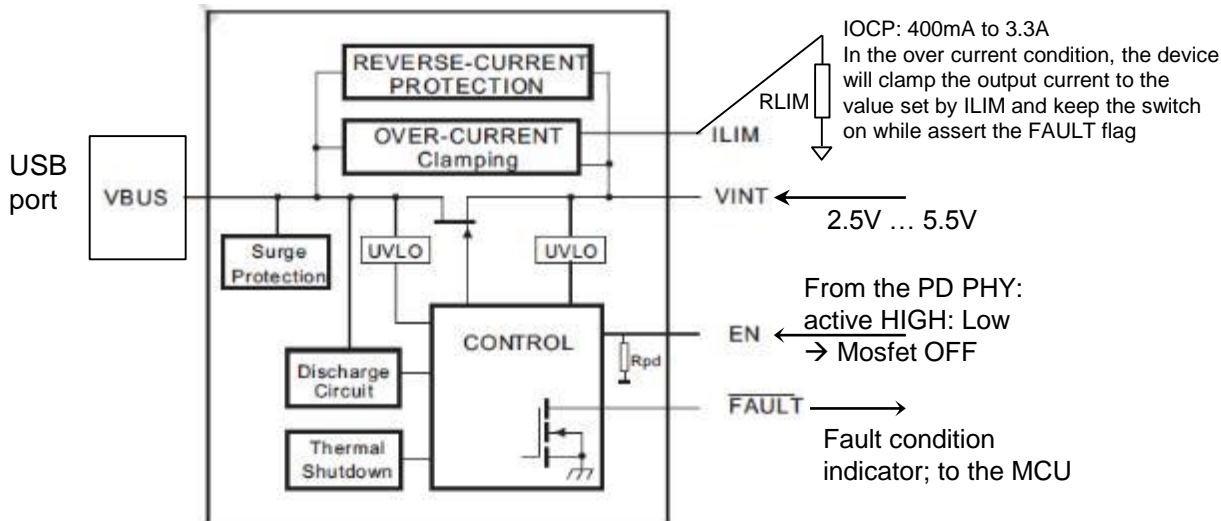 IOCP: 400mA to 3.3A
In the over current condition, the device
will clamp the output current to the
value set by ILIM and keep the switch
on while assert the FAULT flag
RLIM
REVERSE-CURRENT
PROTECTION
OVER-CURRENT
Clamping
ILIM
USB
port
VBUS
VINT
2.5V … 5.5V
Surge
Protection
UVLO
UVLO
From the PD PHY:
active HIGH: Low
→ Mosfet OFF
EN
CONTROL
Rpd
Discharge
Circuit
FAULT
Fault condition
indicator; to the MCU
Thermal
Shutdown